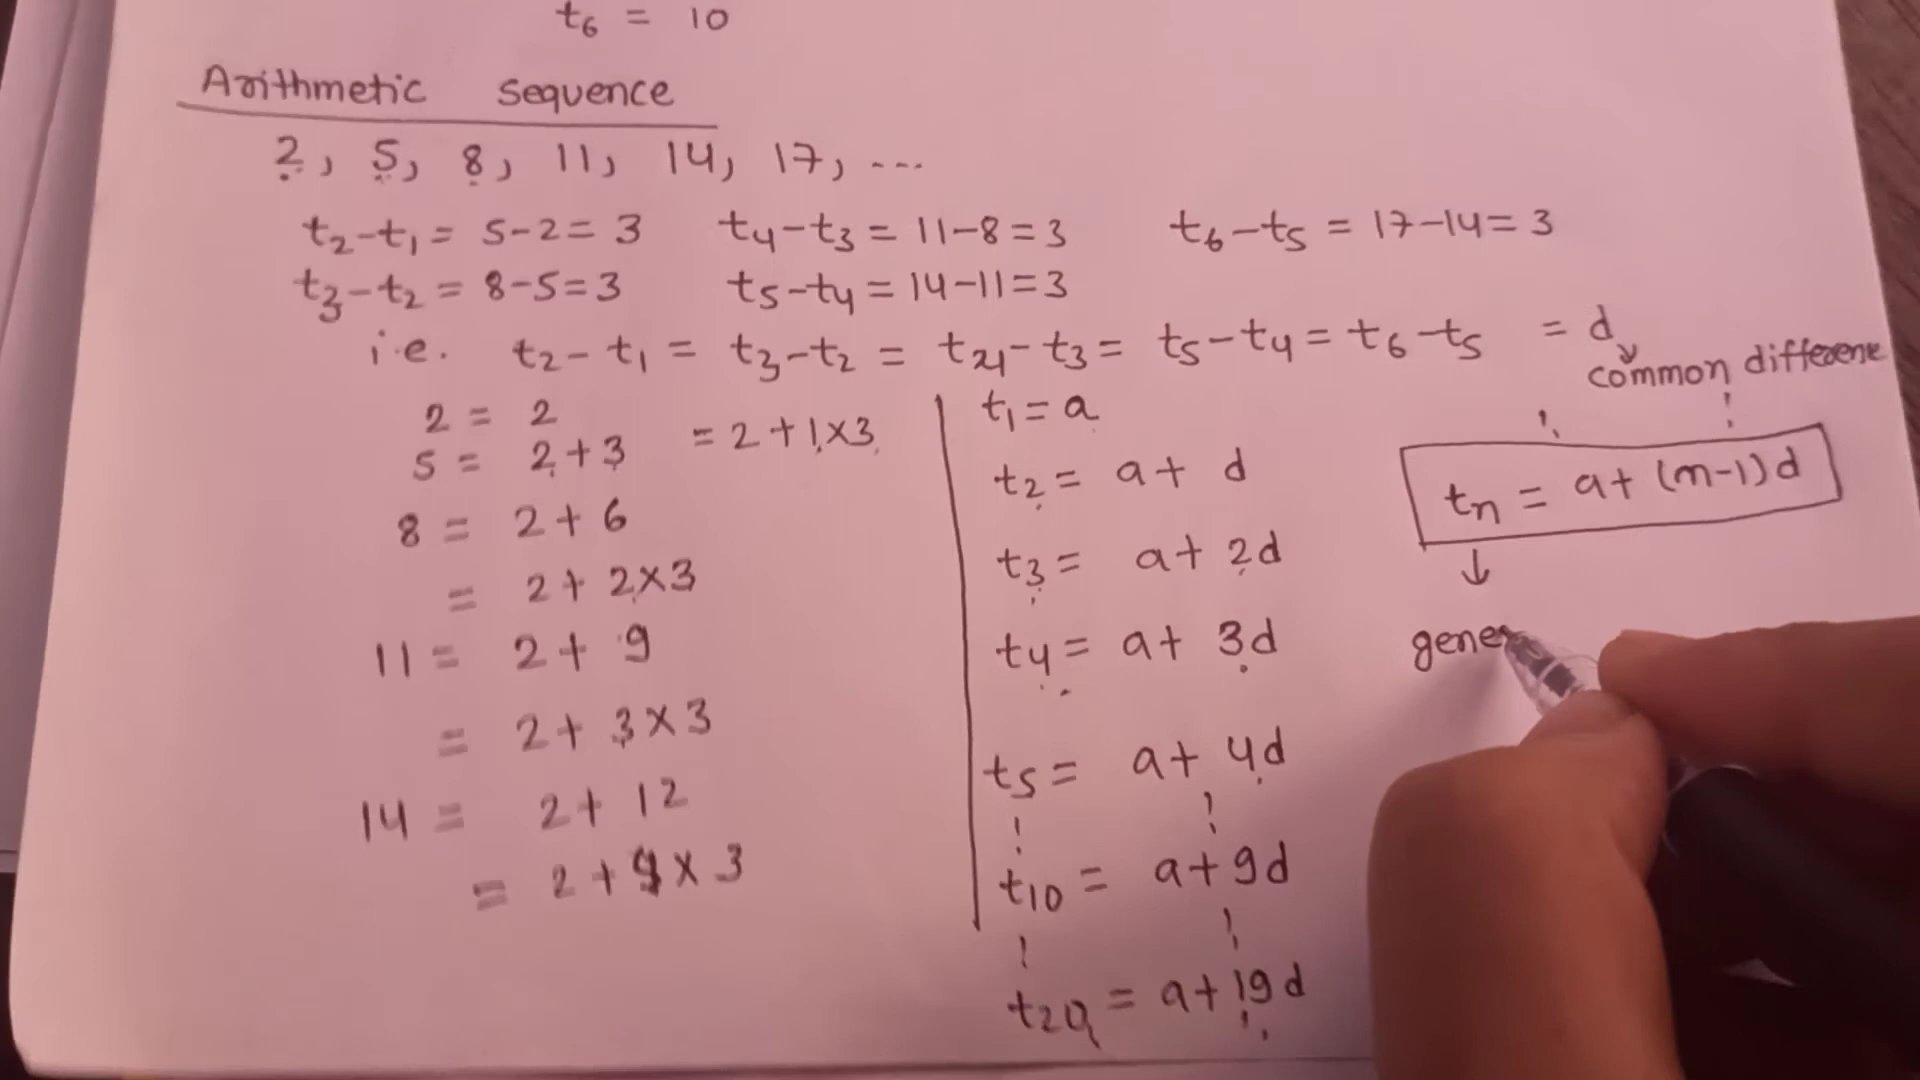 t6 = 10
Arithmetic sequence
2, 5, 8, 11, 14, 17, ...
t2-t1 = 5-2 = 3 t4-t3 = 11-8 = 3 t6-t5 = 17-14 = 3
t3-t2 = 8-5 = 3 t5-t4 = 14-11 = 3
i.e. t2-t1 = t3-t2 = t4-t3 = t5-t4 = t6-t5 = d
common difference
2 = 2
5 = 2+3 = 2+1×3
8 = 2+6
= 2+2×3
11 = 2+9
= 2+3×3
14 = 2+12
= 2+4×3
t1 = a
t2 = a+ d
t3 = a+ 2d
t4 = a+ 3d
t5 = a+ 4d
t10 = a+9d
t20 = a+19d
tn = a+(n-1)d
↓
gener